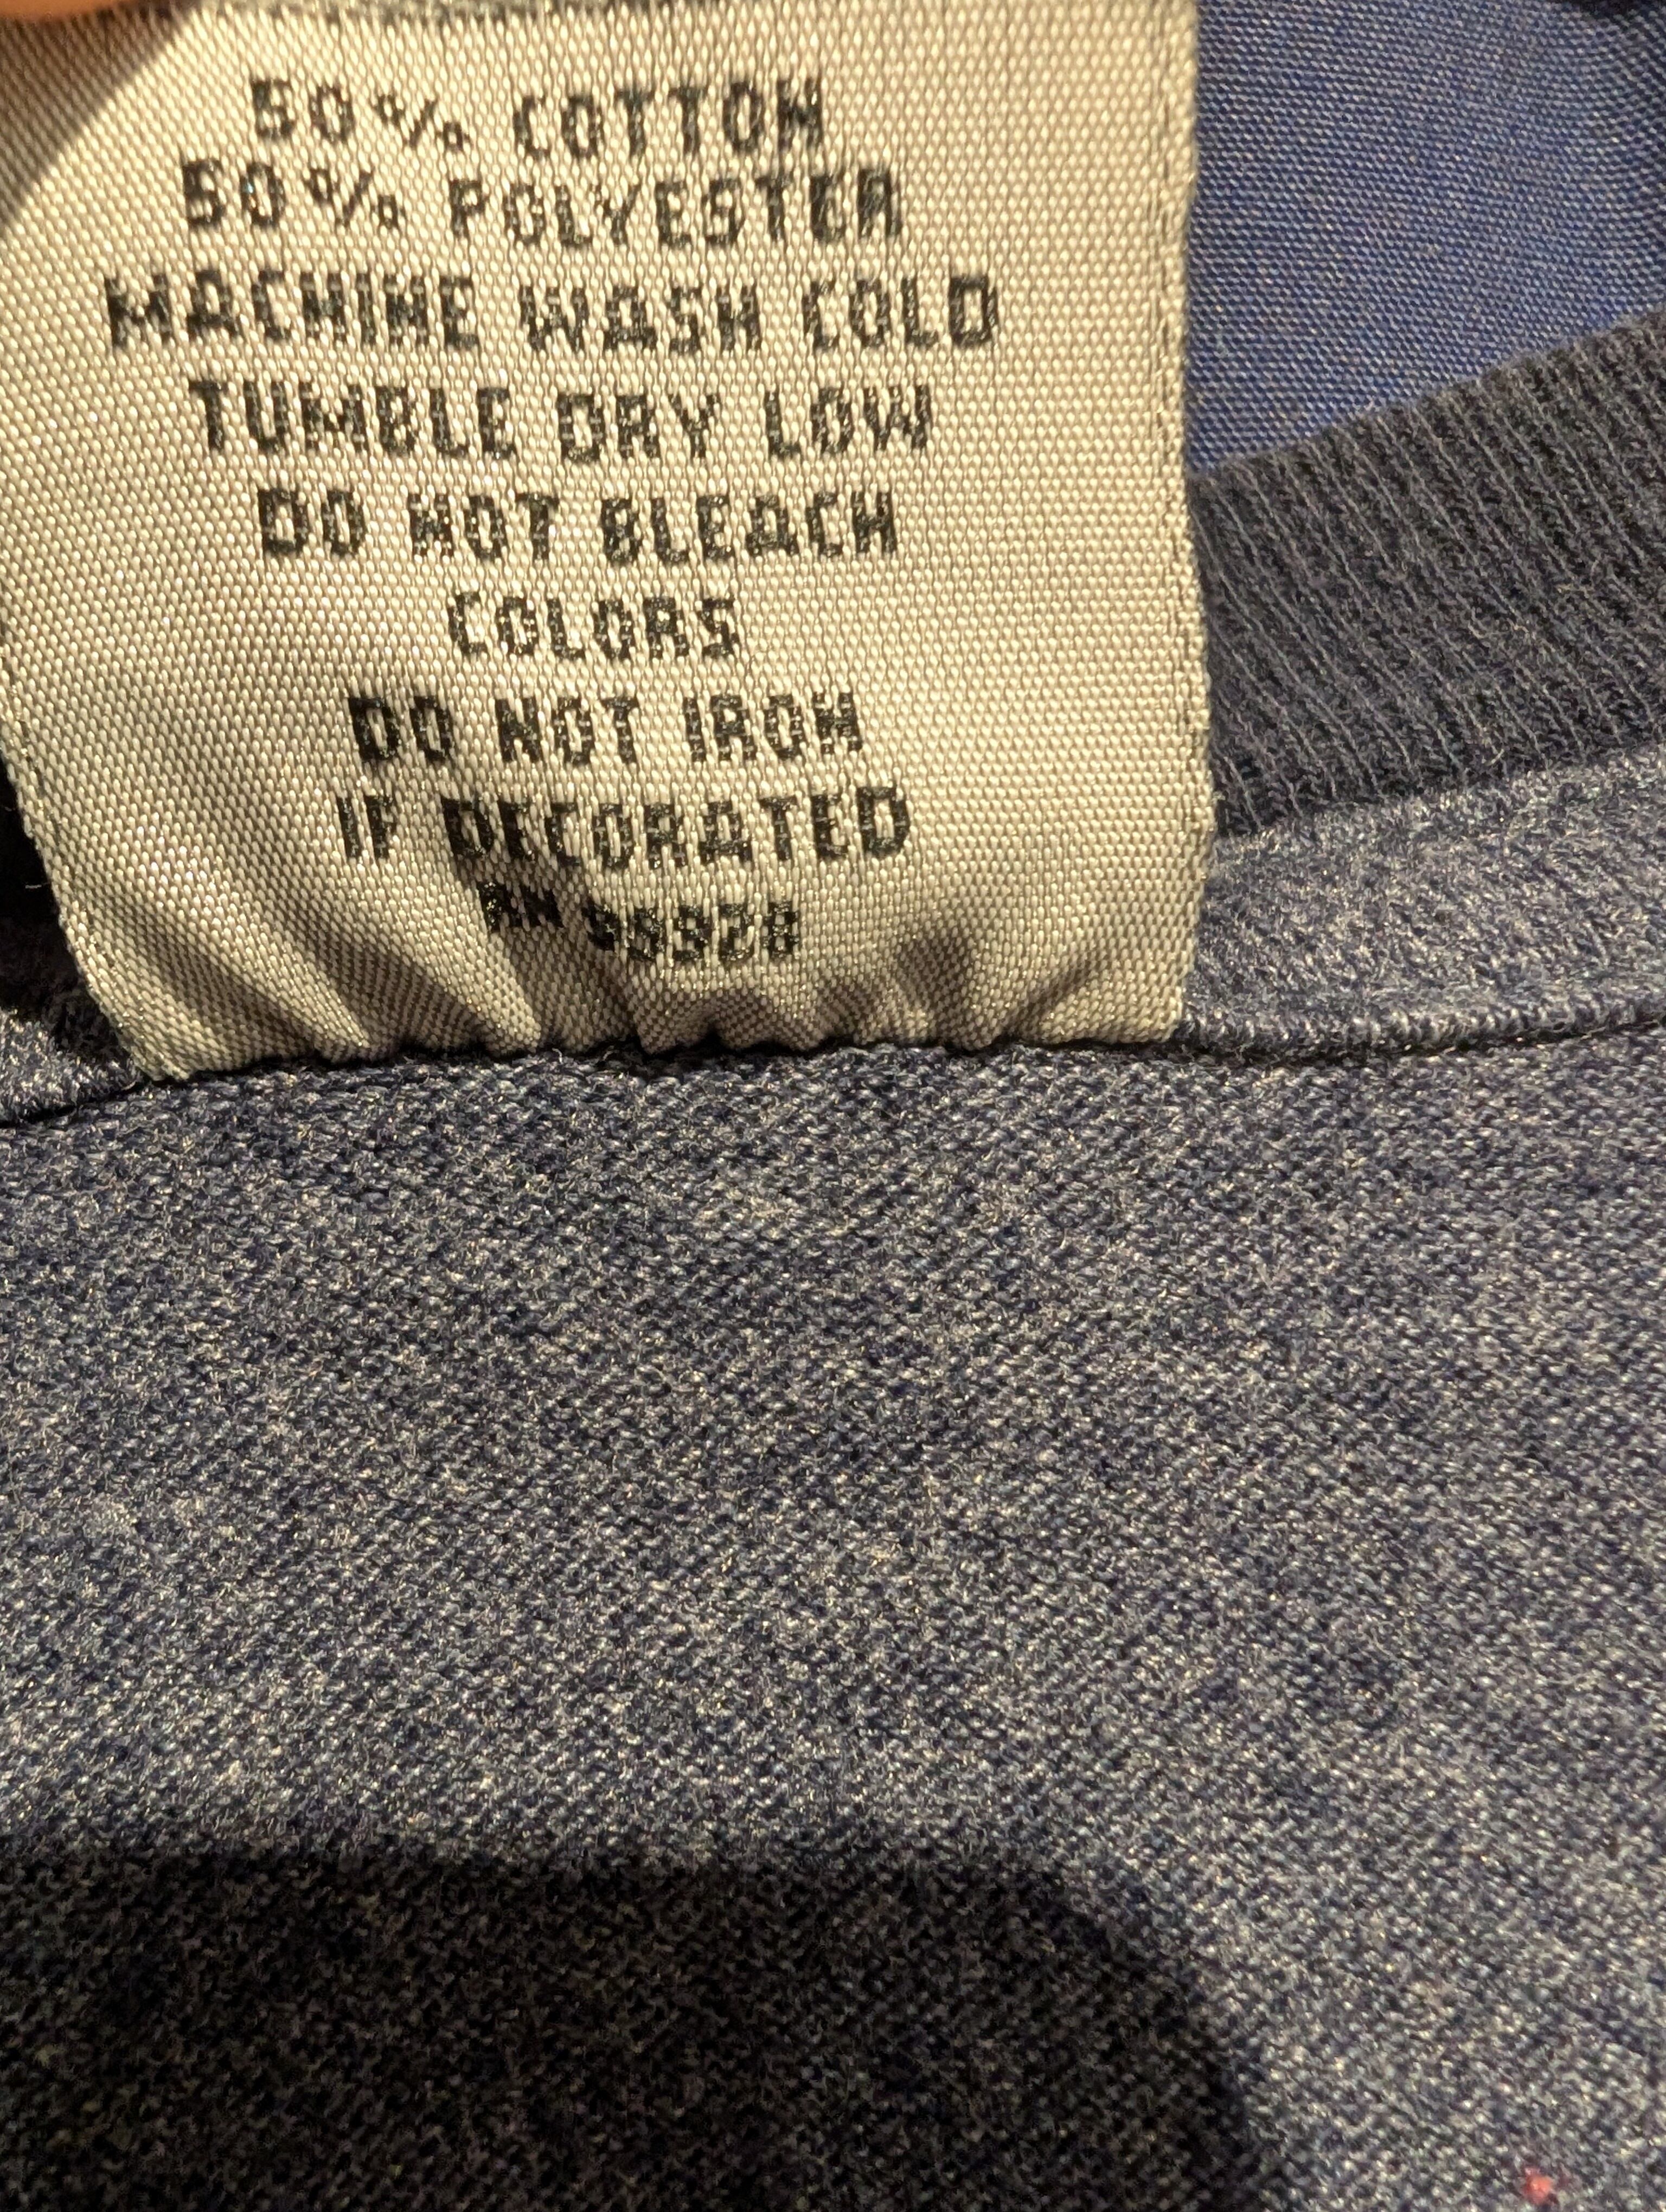 50% COTTON
50% POLYESTER
MACHINE WASH COLD
TUMBLE DRY LOW
DO NOT BLEACH
COLORS
DO NOT IRON
IF DECORATED
RN